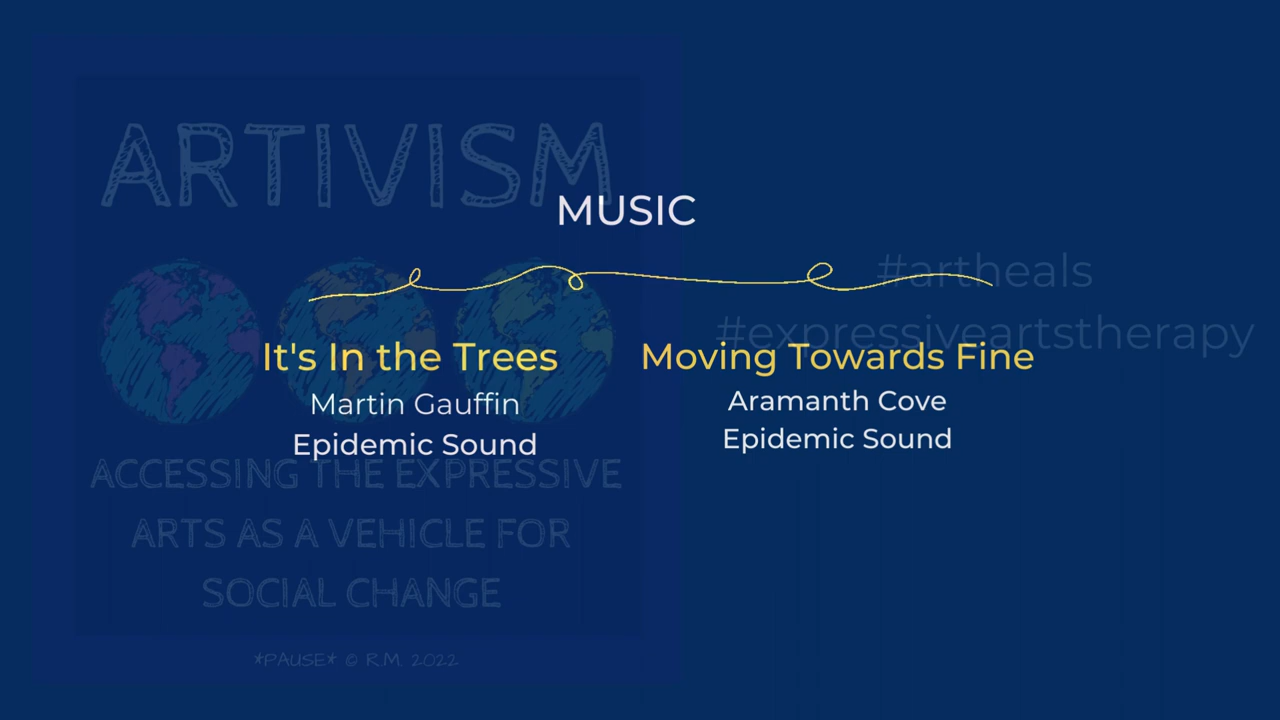 ARTIVISM
MUSIC
#artheals
#expressiveartstherapy
It's In the Trees
Martin Gauffin
Epidemic Sound
Moving Towards Fine
Aramanth Cove
Epidemic Sound
ACCESSING THE EXPRESSIVE
ARTS AS A VEHICLE FOR
SOCIAL CHANGE
*PAUSE* © R.M. 2022